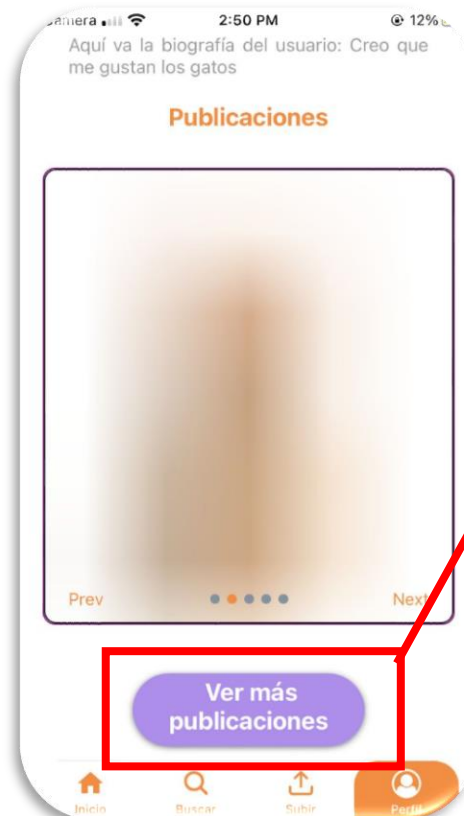 2:50 PM
12%
Aquí va la biografía del usuario: Creo que
me gustan los gatos
Publicaciones
Prev
Next
Ver más
publicaciones
Inicio
Buscar
Subir
Perfil